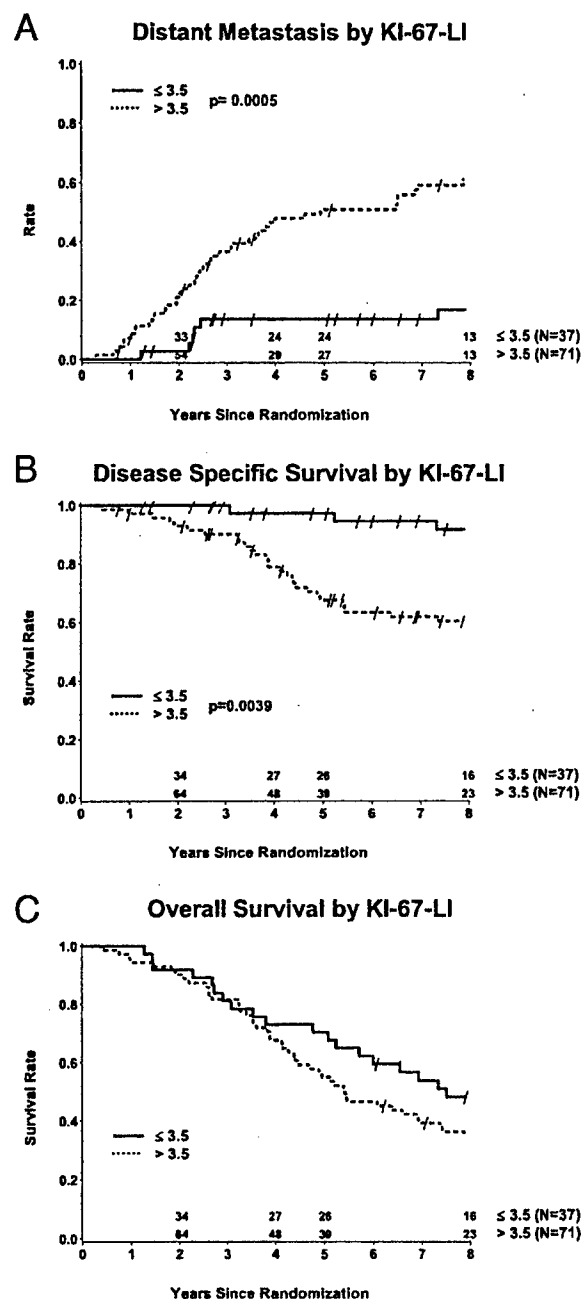 A
Distant Metastasis by KI-67-LI
1.0
0.8
0.6
0.4
0.2
0.0
Rate
≤ 3.5
> 3.5
p= 0.0005
33 24 24 13 ≤ 3.5 (N=37)
54 29 27 13 > 3.5 (N=71)
0 1 2 3 4 5 6 7 8
Years Since Randomization
B
Disease Specific Survival by KI-67-LI
1.0
0.8
0.6
0.4
0.2
0.0
Survival Rate
≤ 3.5
> 3.5
p=0.0039
34 27 26 16 ≤ 3.5 (N=37)
64 48 39 23 > 3.5 (N=71)
0 1 2 3 4 5 6 7 8
Years Since Randomization
C
Overall Survival by KI-67-LI
1.0
0.8
0.6
0.4
0.2
0.0
Survival Rate
≤ 3.5
> 3.5
34 27 26 16 ≤ 3.5 (N=37)
64 48 39 23 > 3.5 (N=71)
0 1 2 3 4 5 6 7 8
Years Since Randomization